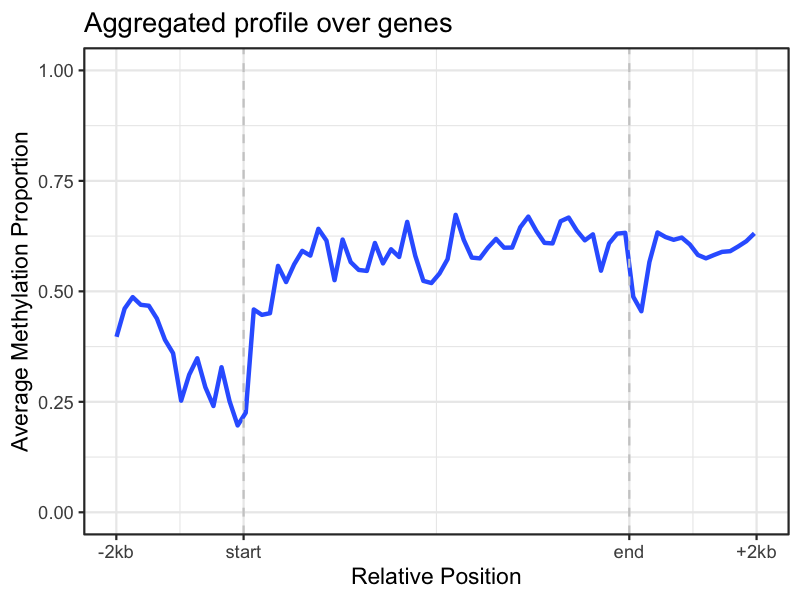 Aggregated profile over genes
Average Methylation Proportion
1.00
0.75
0.50
0.25
0.00
-2kb
start
end
+2kb
Relative Position